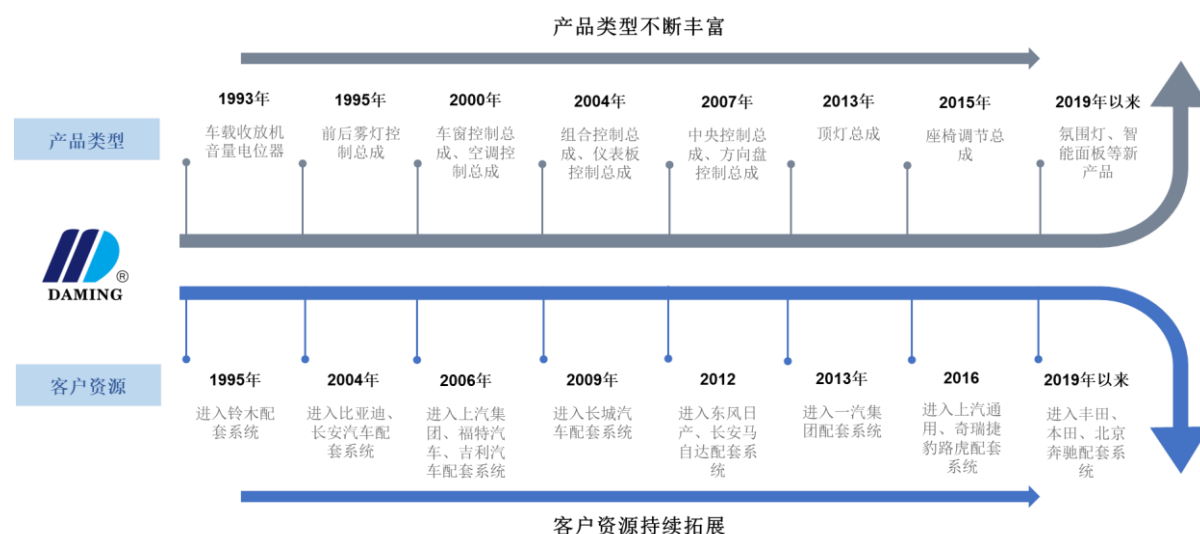 产品类型不断丰富
1993年
1995年
2000年
2004年
2007年
2013年
2015年
2019年以来
产品类型
车载收放机
音量电位器
前后雾灯控
制总成
车窗控制总
成、空调控
制总成
组合控制总
成、仪表板
控制总成
中央控制总
成、方向盘
控制总成
顶灯总成
座椅调节总
成
氛围灯、智
能面板等新
产品
®
DAMING
客户资源
1995年
2004年
2006年
2009年
2012
2013年
2016
2019年以来
进入铃木配
套系统
进入比亚迪、
长安汽车配
套系统
进入上汽集
团、福特汽
车、吉利汽
车配套系统
进入长城汽
车配套系统
进入东风日
产、长安马
自达配套系
统
进入一汽集
团配套系统
进入上汽通
用、奇瑞捷
豹路虎配套
系统
进入丰田、
本田、北京
奔驰配套系
统
客户资源持续拓展